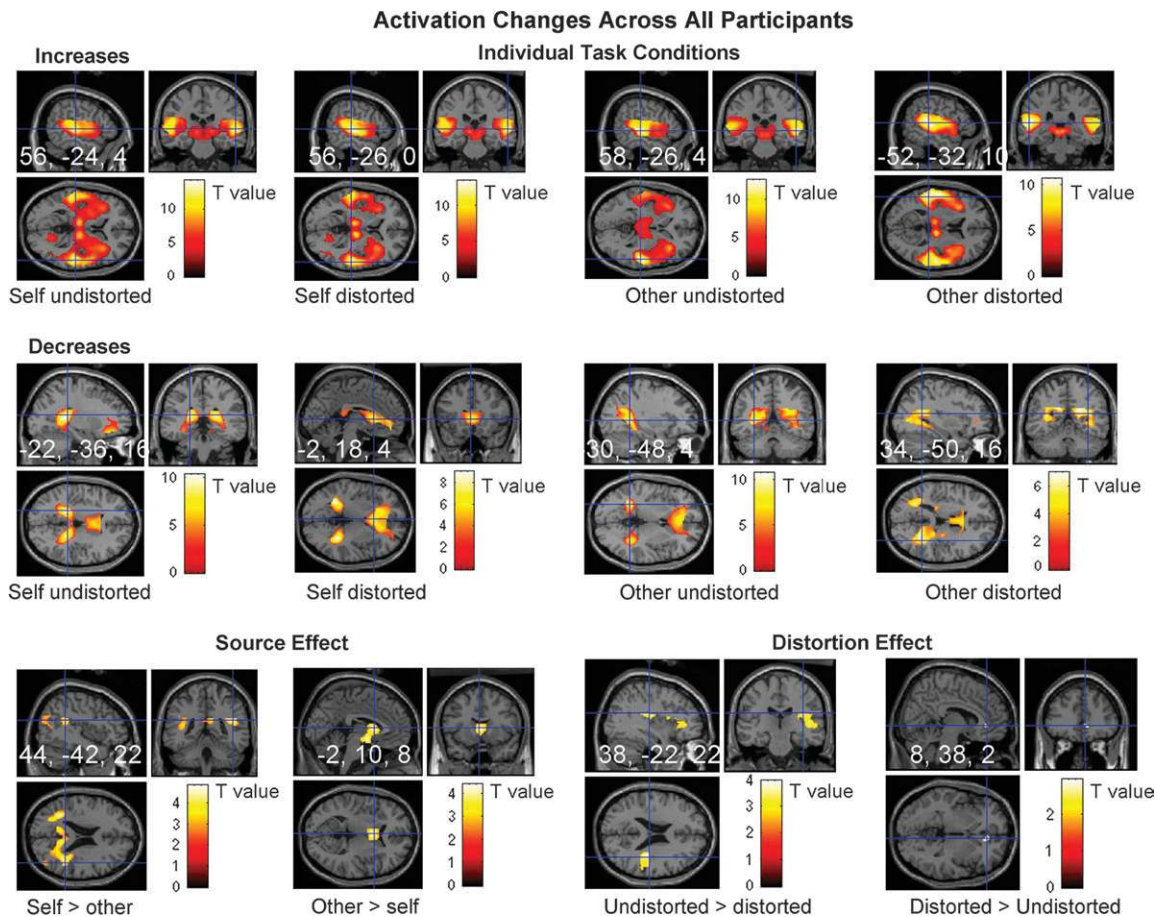 Activation Changes Across All Participants
Increases
Individual Task Conditions
56, -24, 4
T value
10
5
0
Self undistorted
56, -26, 0
T value
10
5
0
Self distorted
58, -26, 4
T value
10
5
0
Other undistorted
-52, -32, 10
T value
10
5
0
Other distorted
Decreases
-22, -36, 16
T value
10
5
0
Self undistorted
-2, 18, 4
T value
8
6
4
2
0
Self distorted
30, -48, 4
T value
10
5
0
Other undistorted
34, -50, 16
T value
6
4
2
0
Other distorted
Source Effect
Distortion Effect
44, -42, 22
T value
4
3
2
1
0
Self > other
-2, 10, 8
T value
4
3
2
1
0
Other > self
38, -22, 22
T value
4
3
2
1
0
Undistorted > distorted
8, 38, 2
T value
2
1
0
Distorted > Undistorted